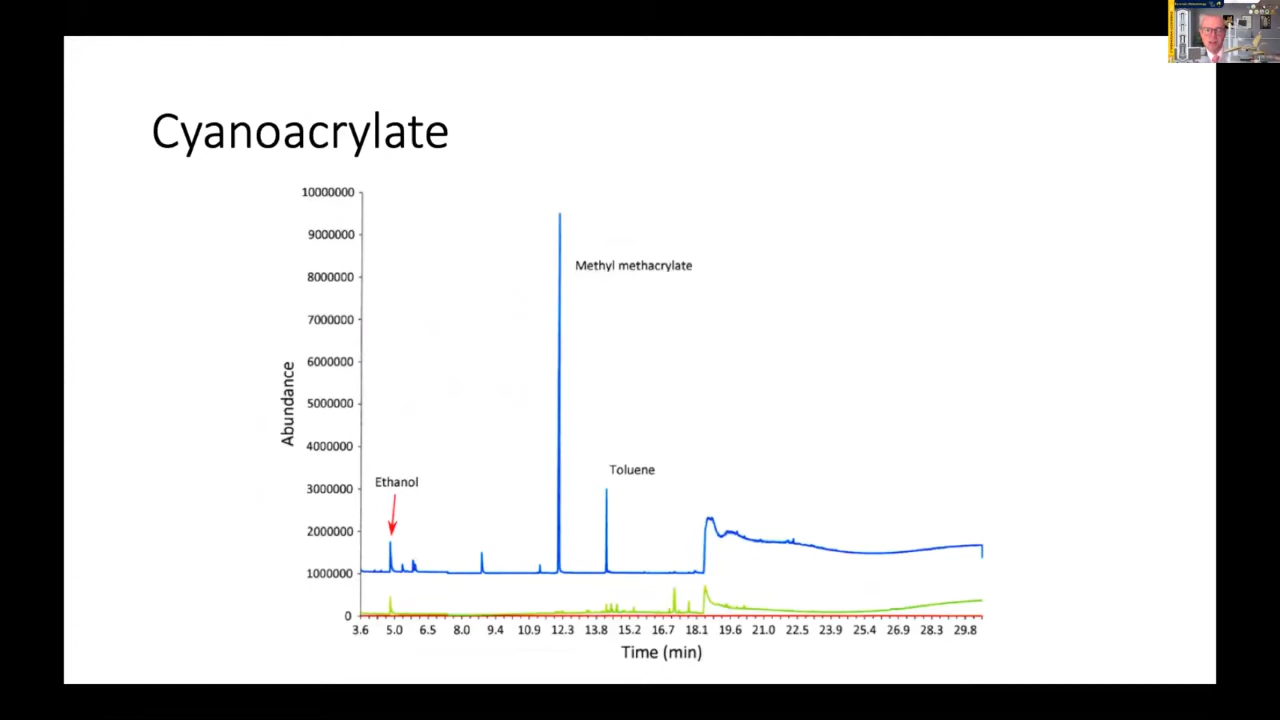 Cyanoacrylate
10000000
9000000
Methyl methacrylate
8000000
7000000
6000000
Abundance
5000000
4000000
Toluene
Ethanol
3000000
2000000
1000000
0
3.6 5.0 6.5 8.0 9.4 10.9 12.3 13.8 15.2 16.7 18.1 19.6 21.0 22.5 23.9 25.4 26.9 28.3 29.8
Time (min)